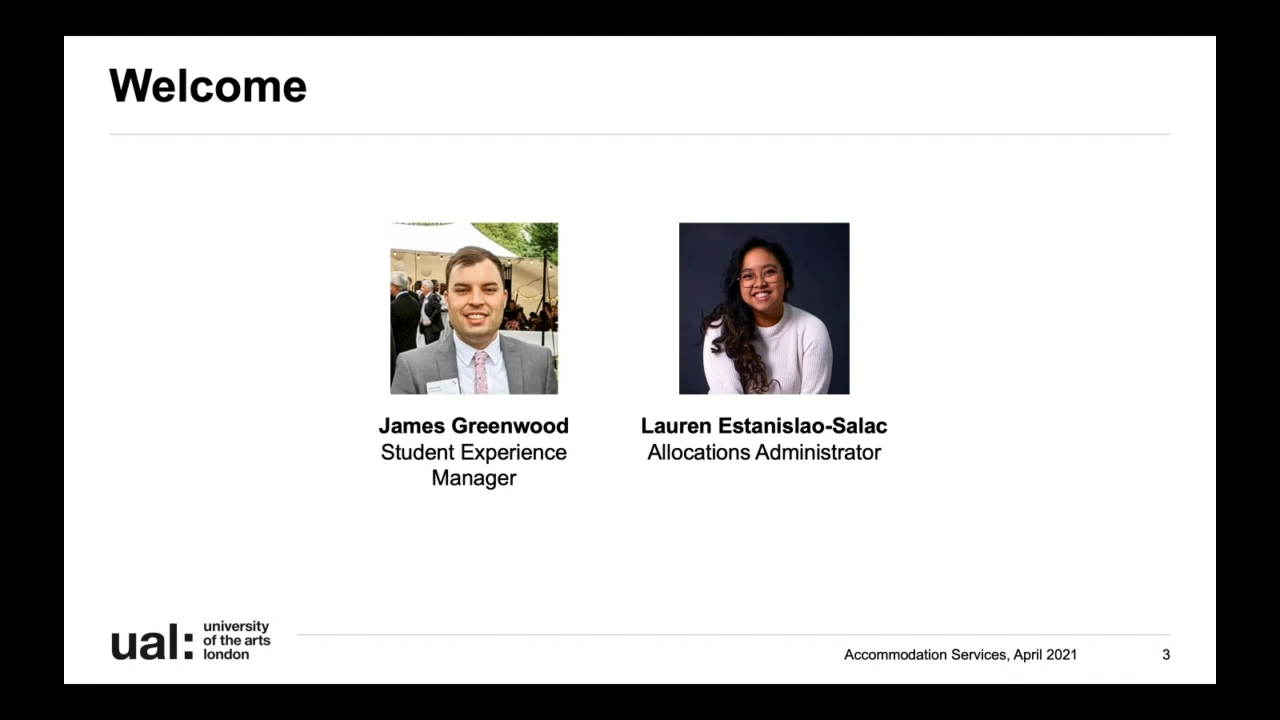 Welcome
James Greenwood
Student Experience
Manager
Lauren Estanislao-Salac
Allocations Administrator
ual:
university
of the arts
london
Accommodation Services, April 2021
3